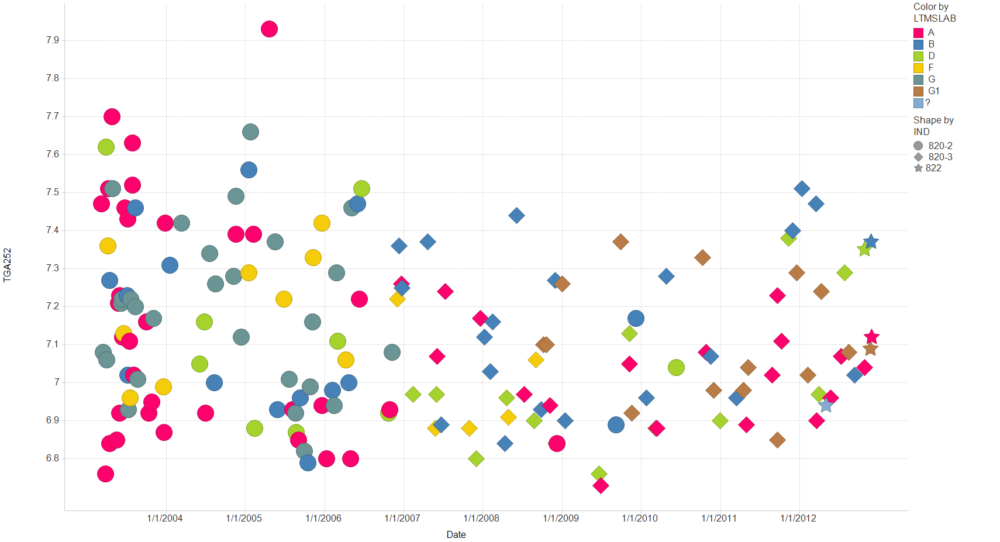 Color by
LTMSLAB
A
B
D
F
G
G1
?
Shape by
IND
820-2
820-3
822
TGA252
7.9
7.8
7.7
7.6
7.5
7.4
7.3
7.2
7.1
7
6.9
6.8
1/1/2004 1/1/2005 1/1/2006 1/1/2007 1/1/2008 1/1/2009 1/1/2010 1/1/2011 1/1/2012
Date